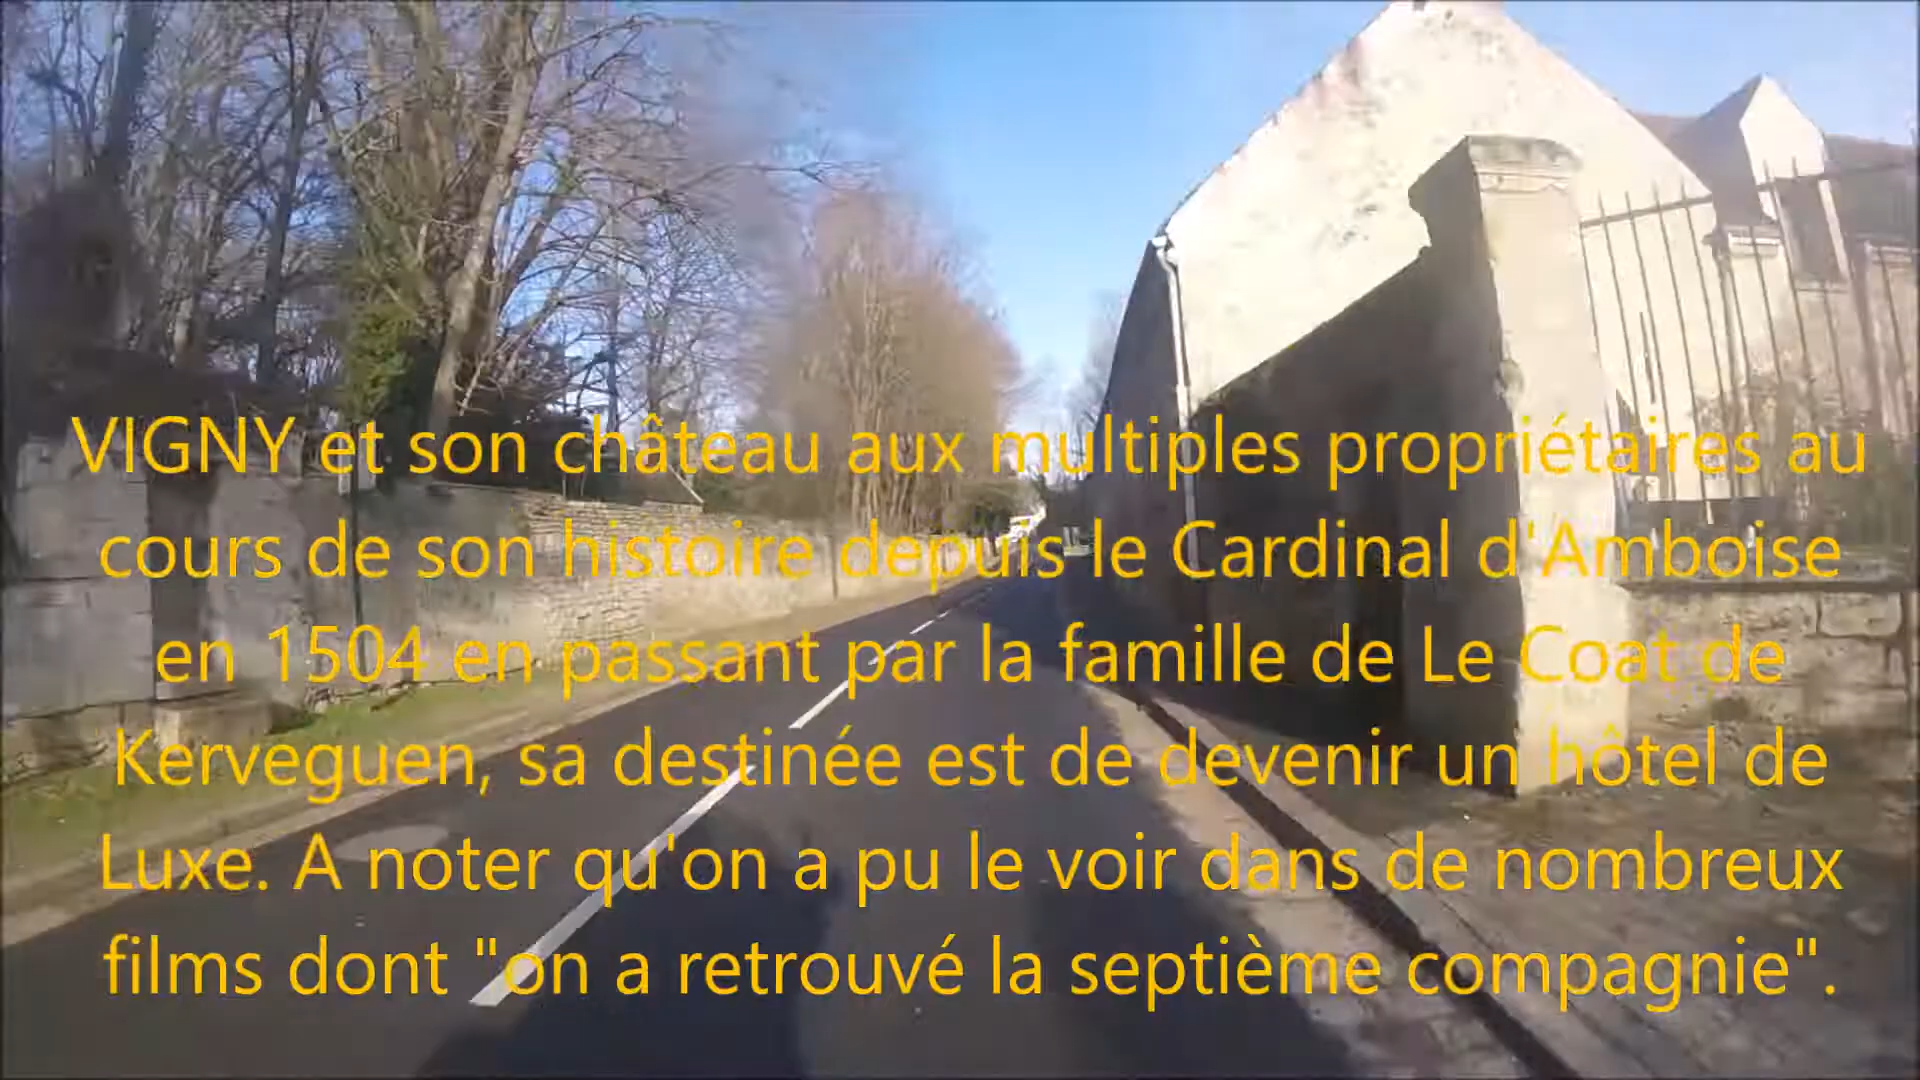 VIGNY et son château aux multiples propriétaires au
cours de son histoire depuis le Cardinal d'Amboise
en 1504 en passant par la famille de Le Coat de
Kerveguen, sa destinée est de devenir un hôtel de
Luxe. A noter qu'on a pu le voir dans de nombreux
films dont "on a retrouvé la septième compagnie".